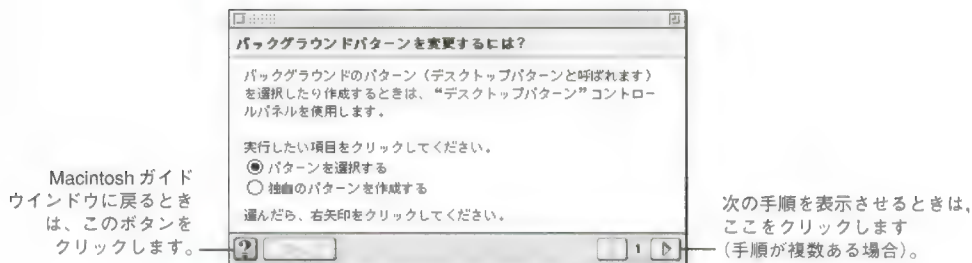 バックグラウンドパターンを変更するには？
バックグラウンドのパターン（デスクトップパターンと呼ばれます）
を選択したり作成するときは、“デスクトップパターン”コントロー
ルパネルを使用します。
実行したい項目をクリックしてください。
パターンを選択する
独自のパターンを作成する
選んだら、右矢印をクリックしてください。
?
1
Macintosh ガイド
ウインドウに戻るとき
は、このボタンを
クリックします。
次の手順を表示させるときは、
ここをクリックします
（手順が複数ある場合）。